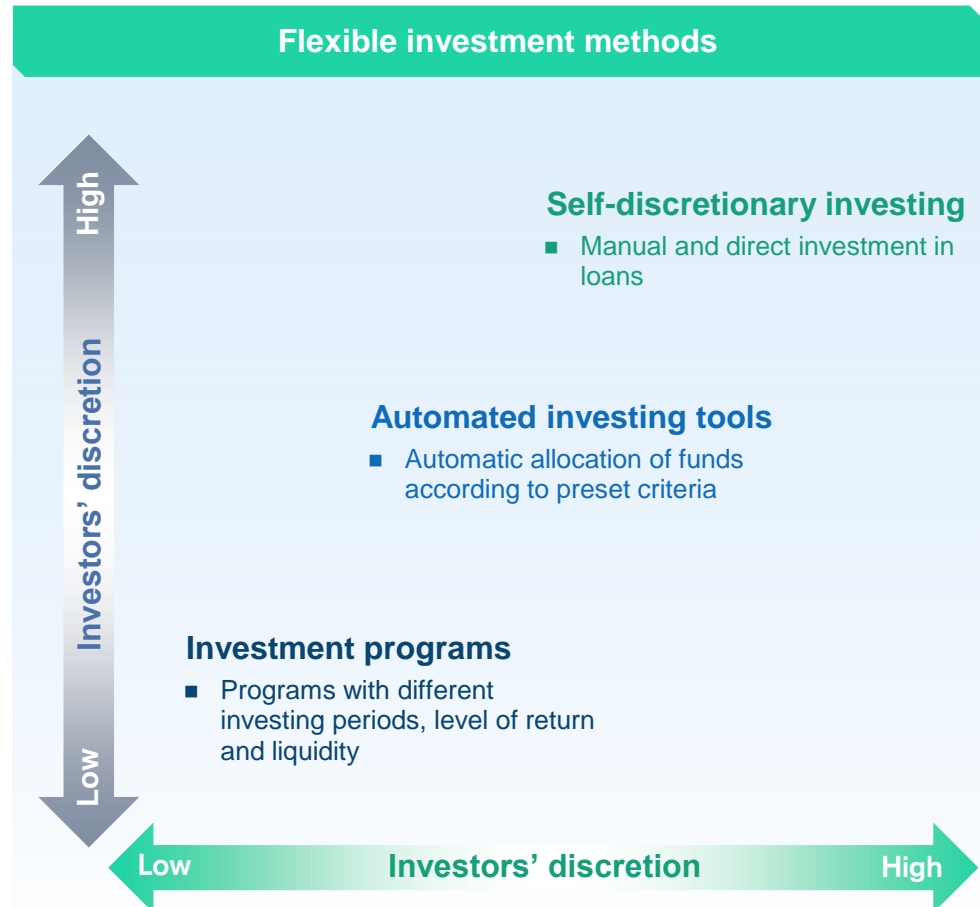 Flexible investment methods
High
Investors’ discretion
Low
Self-discretionary investing
■ Manual and direct investment in
loans
Automated investing tools
■ Automatic allocation of funds
according to preset criteria
Investment programs
■ Programs with different
investing periods, level of return
and liquidity
Low
Investors’ discretion
High